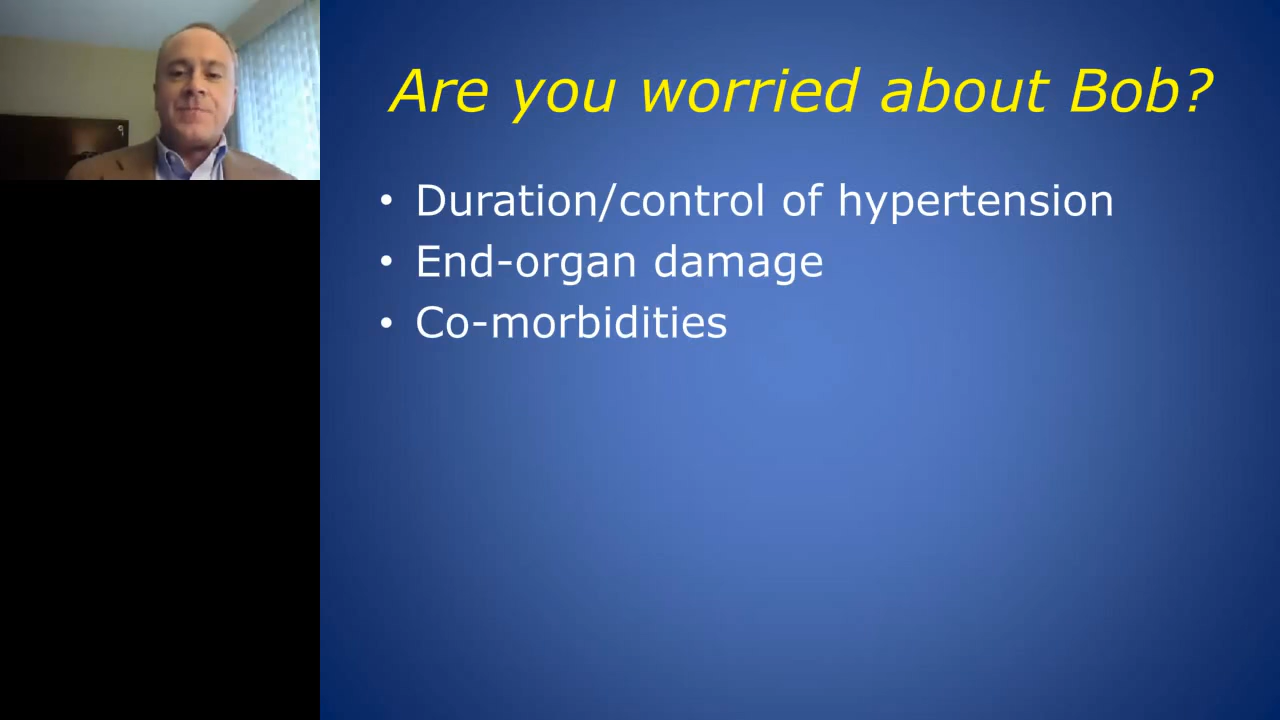 Are you worried about Bob?
• Duration/control of hypertension
• End-organ damage
• Co-morbidities